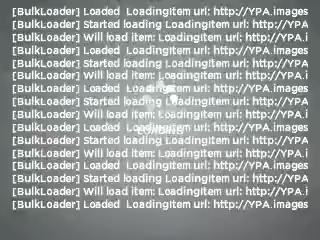 [BulkLoader] Loaded LoadingItem url: http://YPA.images
[BulkLoader] Started loading LoadingItem url: http://YPA
[BulkLoader] Will load item: LoadingItem url: http://YPA.i
[BulkLoader] Loaded LoadingItem url: http://YPA.images
[BulkLoader] Started loading LoadingItem url: http://YPA
[BulkLoader] Will load item: LoadingItem url: http://YPA.i
[BulkLoader] Loaded LoadingItem url: http://YPA.images
[BulkLoader] Started loading LoadingItem url: http://YPA
[BulkLoader] Will load item: LoadingItem url: http://YPA.i
[BulkLoader] Loaded LoadingItem url: http://YPA.images
LOADING
[BulkLoader] Started loading LoadingItem url: http://YPA
[BulkLoader] Will load item: LoadingItem url: http://YPA.i
[BulkLoader] Loaded LoadingItem url: http://YPA.images
[BulkLoader] Started loading LoadingItem url: http://YPA
[BulkLoader] Will load item: LoadingItem url: http://YPA.i
[BulkLoader] Loaded LoadingItem url: http://YPA.images